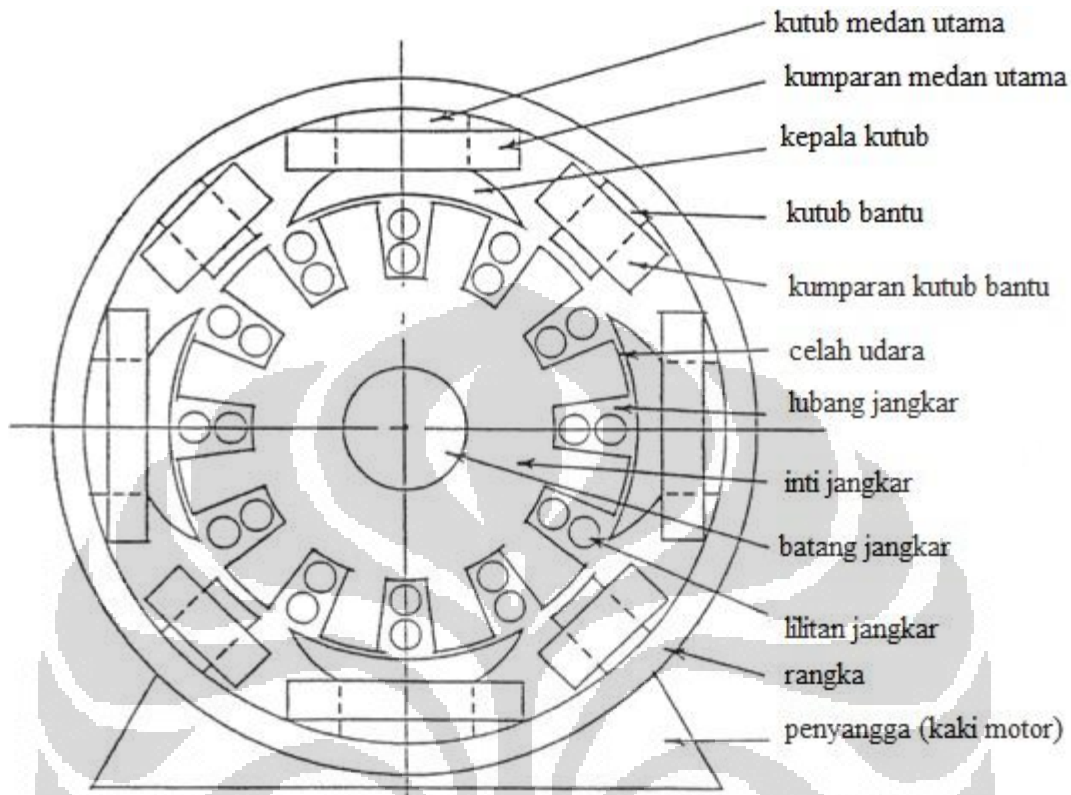 kutub medan utama
kumparan medan utama
kepala kutub
kutub bantu
kumparan kutub bantu
celah udara
lubang jangkar
inti jangkar
batang jangkar
lilitan jangkar
rangka
penyangga (kaki motor)